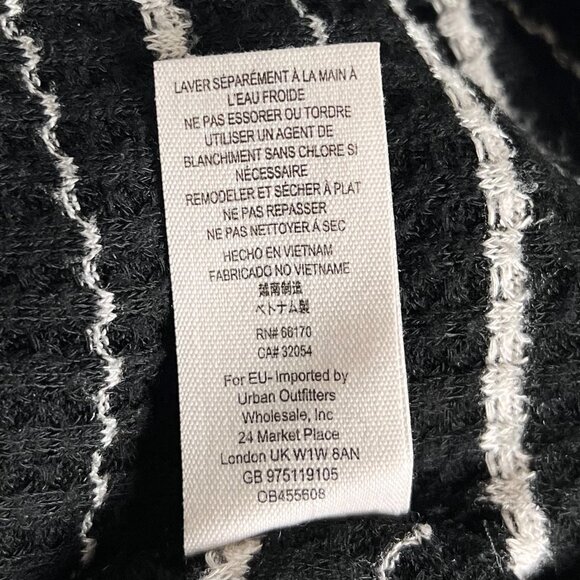 LAVER SÉPARÉMENT À LA MAIN À
L'EAU FROIDE
NE PAS ESSORER OU TORDRE
UTILISER UN AGENT DE
BLANCHIMENT SANS CHLORE SI
NÉCESSAIRE
REMODELER ET SÉCHER À PLAT
NE PAS REPASSER
NE PAS NETTOYER À SEC
HECHO EN VIETNAM
FABRICADO NO VIETNAME
越南制造
ベトナム製
RN# 66170
CA# 32054
For EU- Imported by
Urban Outfitters
Wholesale, Inc
24 Market Place
London UK W1W 8AN
GB 975119105
OB455608